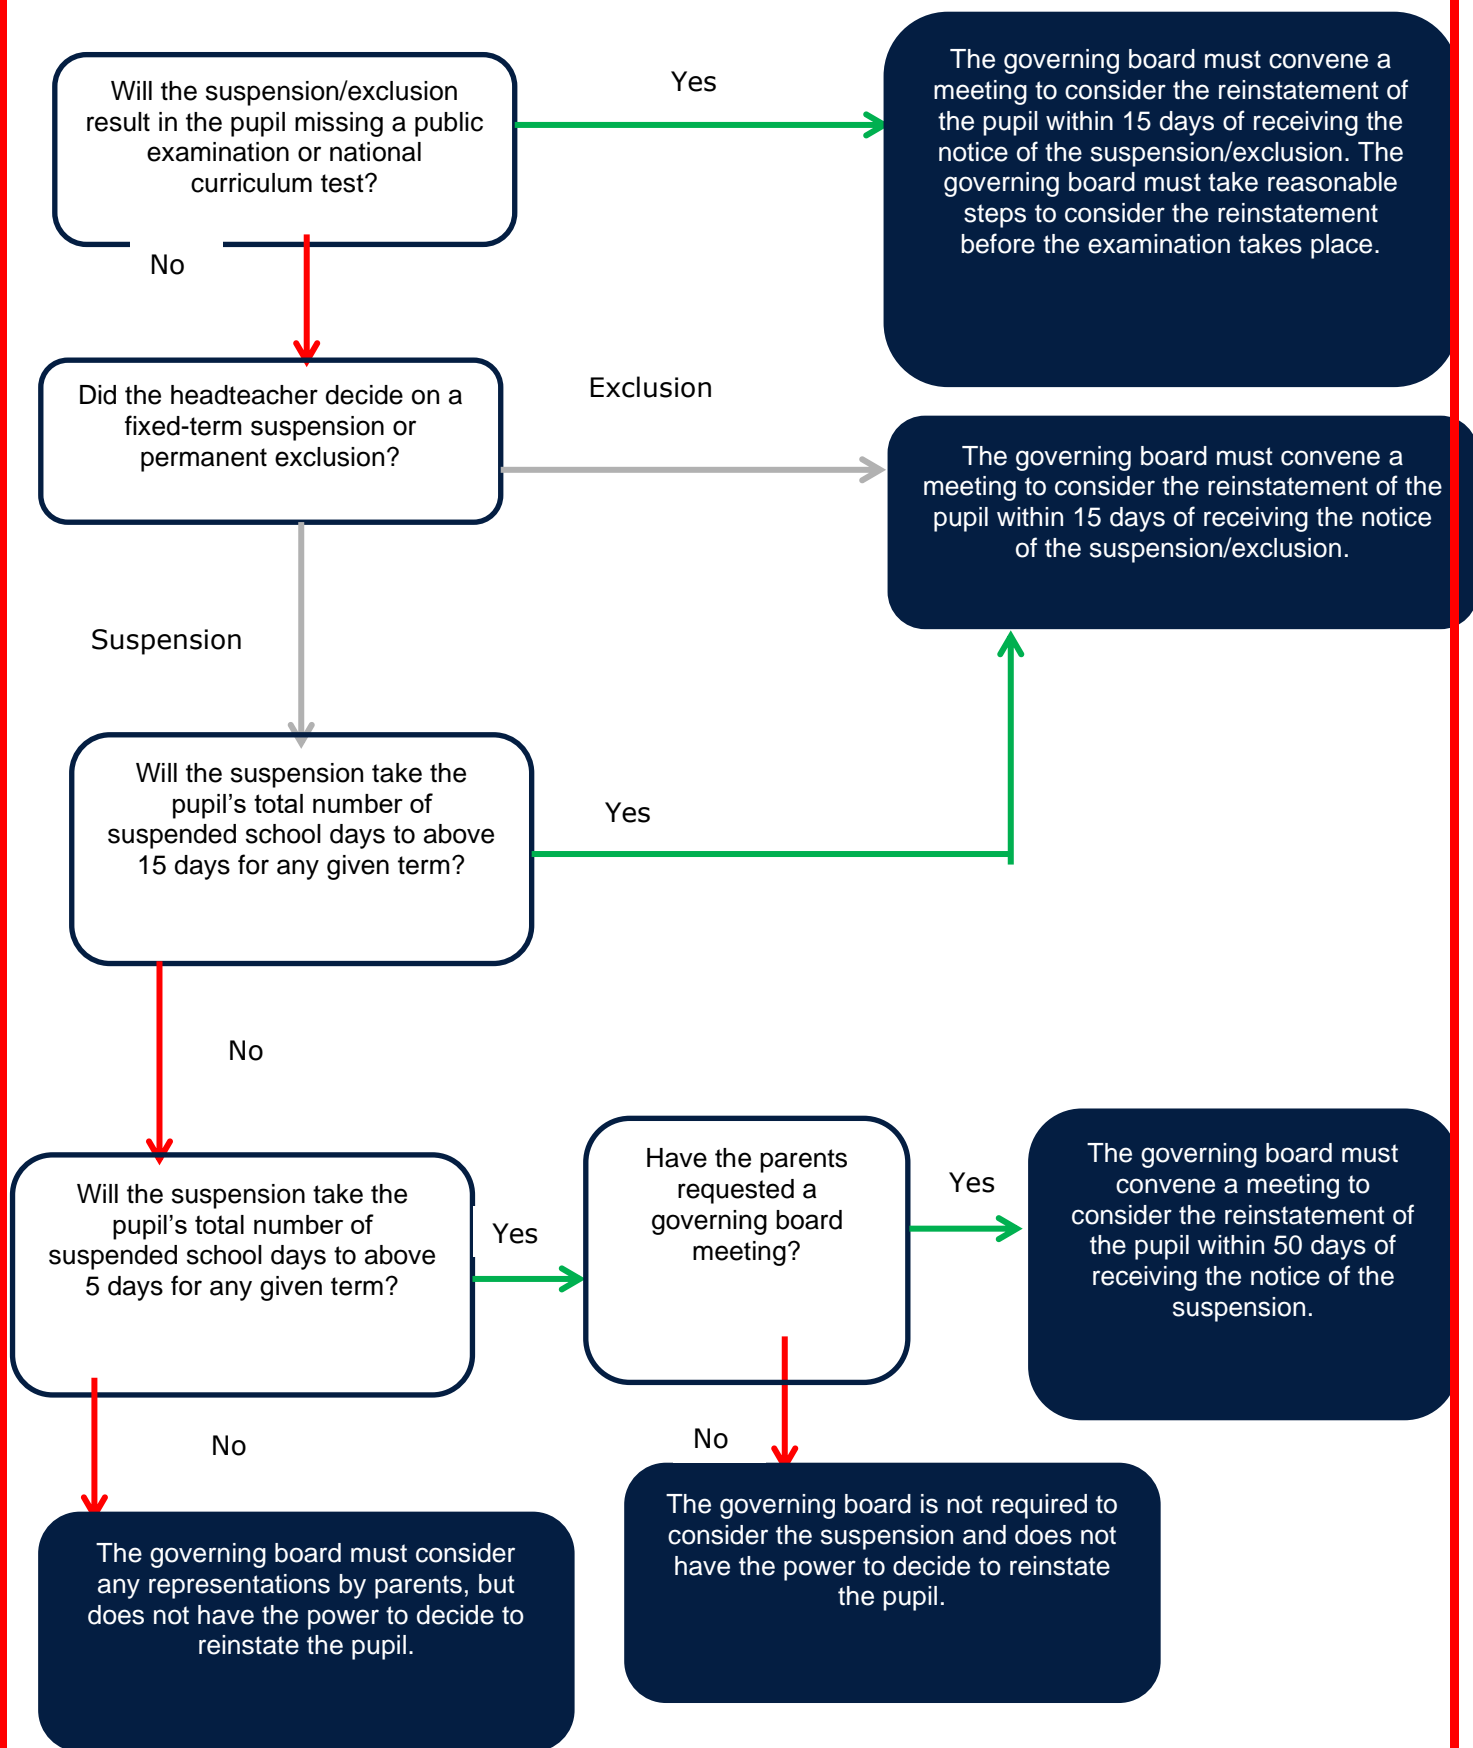 Will the suspension/exclusion
result in the pupil missing a public
examination or national
curriculum test?
Yes
The governing board must convene a
meeting to consider the reinstatement of
the pupil within 15 days of receiving the
notice of the suspension/exclusion. The
governing board must take reasonable
steps to consider the reinstatement
before the examination takes place.
No
Did the headteacher decide on a
fixed-term suspension or
permanent exclusion?
Exclusion
The governing board must convene a
meeting to consider the reinstatement of the
pupil within 15 days of receiving the notice
of the suspension/exclusion.
Suspension
Will the suspension take the
pupil’s total number of
suspended school days to above
15 days for any given term?
Yes
No
Will the suspension take the
pupil’s total number of
suspended school days to above
5 days for any given term?
Yes
Have the parents
requested a
governing board
meeting?
Yes
The governing board must
convene a meeting to
consider the reinstatement of
the pupil within 50 days of
receiving the notice of the
suspension.
No
No
The governing board must consider
any representations by parents, but
does not have the power to decide to
reinstate the pupil.
The governing board is not required to
consider the suspension and does not
have the power to decide to reinstate
the pupil.